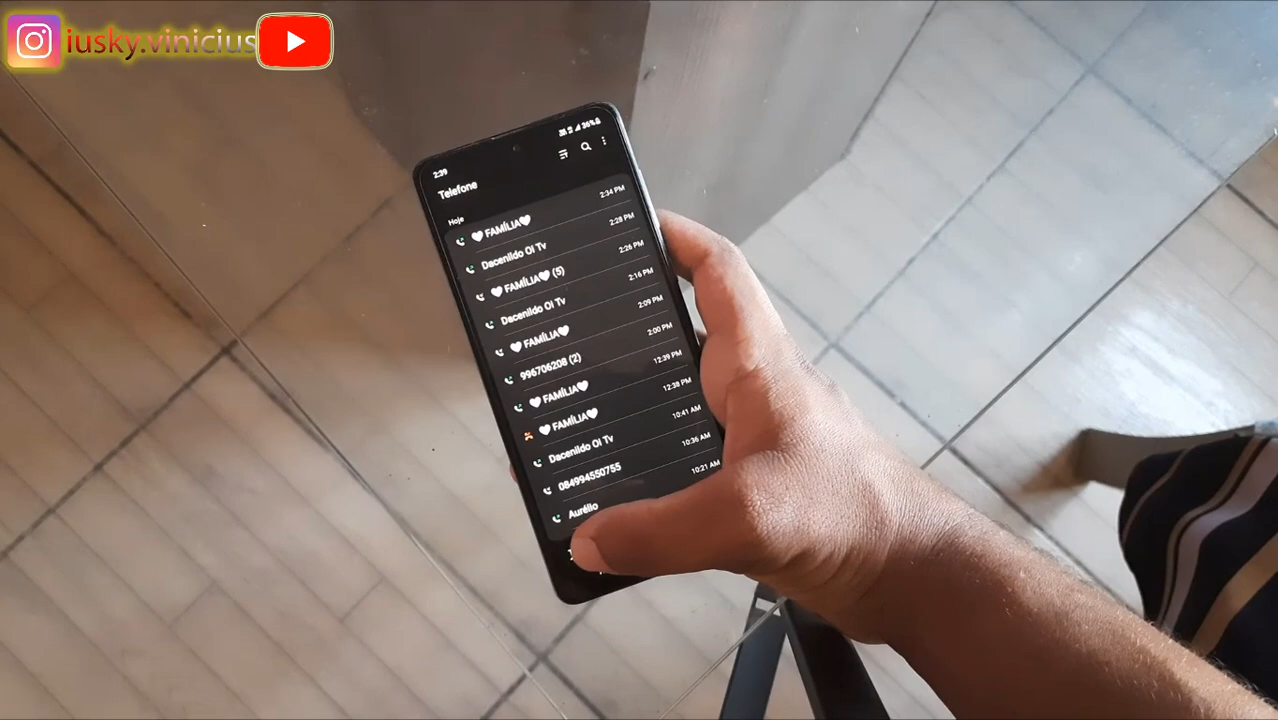 iusky.vinicius
2:39
36%
Telefone
Hoje
🤍 FAMÍLIA🤍 2:34 PM
Dacenildo Oi Tv 2:28 PM
🤍 FAMÍLIA🤍 (5) 2:26 PM
Dacenildo Oi Tv 2:16 PM
🤍 FAMÍLIA🤍 2:09 PM
996706208 (2) 2:00 PM
🤍 FAMÍLIA🤍 12:39 PM
🤍 FAMÍLIA🤍 12:38 PM
Dacenildo Oi Tv 10:41 AM
084994550755 10:36 AM
Aurélio 10:21 AM